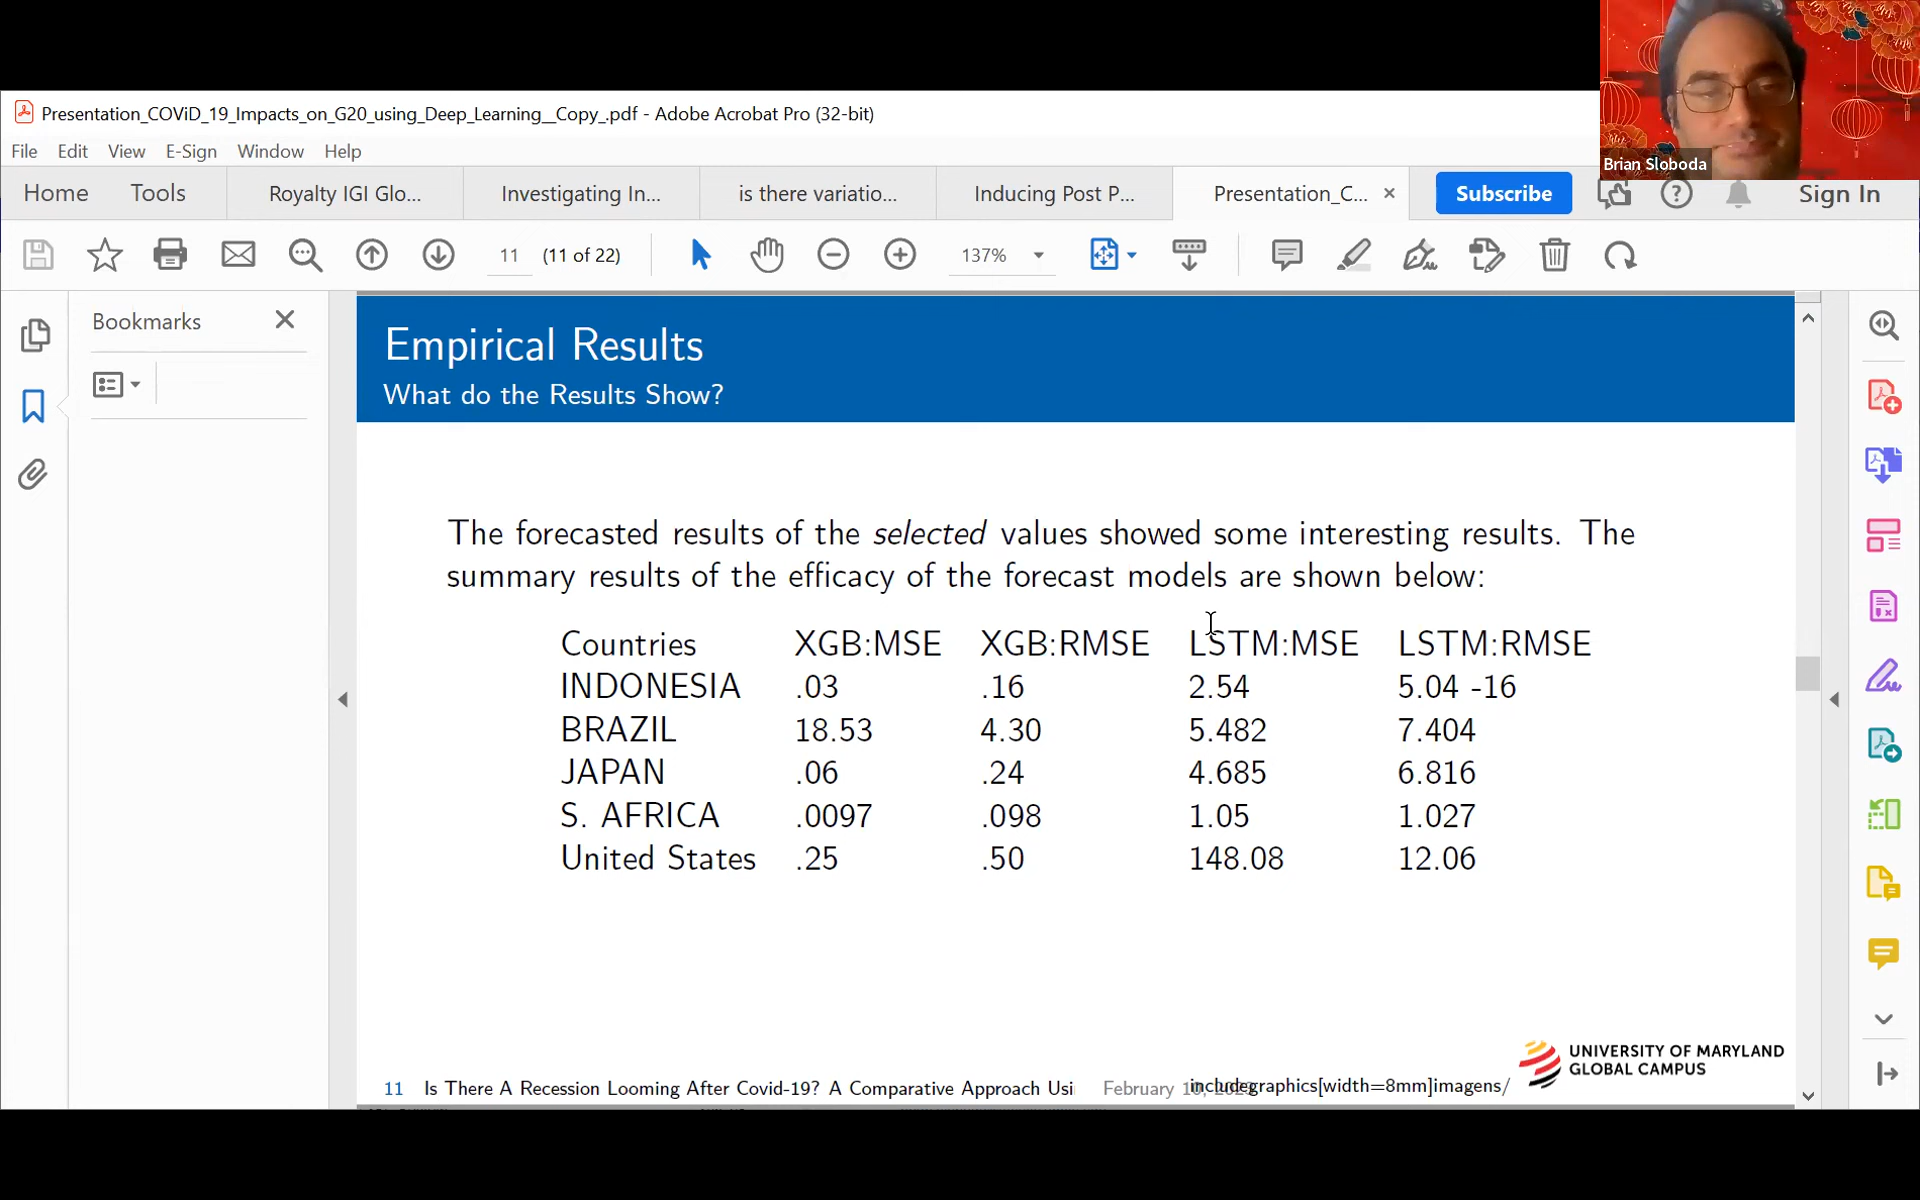 Brian Sloboda
Presentation_COViD_19_Impacts_on_G20_using_Deep_Learning__Copy_.pdf - Adobe Acrobat Pro (32-bit)
File Edit View E-Sign Window Help
Home Tools Royalty IGI Glo... Investigating In... is there variatio... Inducing Post P... Presentation_C... Subscribe Sign In
11 (11 of 22) 137%
Bookmarks
Empirical Results
What do the Results Show?
The forecasted results of the selected values showed some interesting results. The
summary results of the efficacy of the forecast models are shown below:
Countries XGB:MSE XGB:RMSE LSTM:MSE LSTM:RMSE
INDONESIA .03 .16 2.54 5.04 -16
BRAZIL 18.53 4.30 5.482 7.404
JAPAN .06 .24 4.685 6.816
S. AFRICA .0097 .098 1.05 1.027
United States .25 .50 148.08 12.06
UNIVERSITY OF MARYLAND
GLOBAL CAMPUS
11 Is There A Recession Looming After Covid-19? A Comparative Approach Usi February includegraphics[width=8mm]imagens/